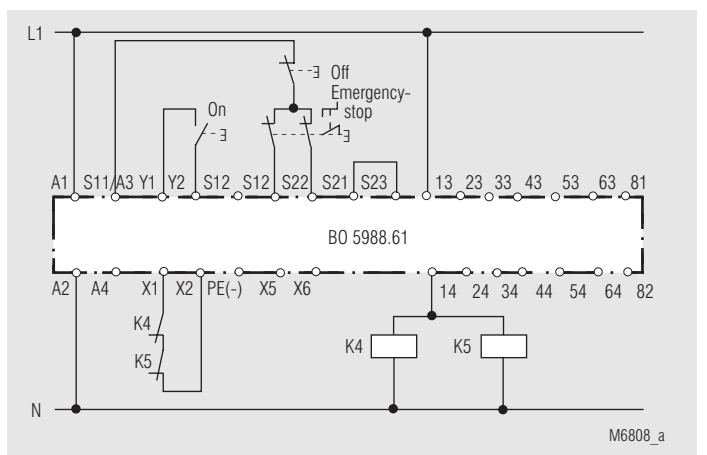 L1
Off
Emergency-
stop
On
A1 S11/A3 Y1 Y2 S12 S12 S22 S21 S23 13 23 33 43 53 63 81
BO 5988.61
A2 A4 X1 X2 PE(-) X5 X6 14 24 34 44 54 64 82
K4
K5
K4 K5
N
M6808_a